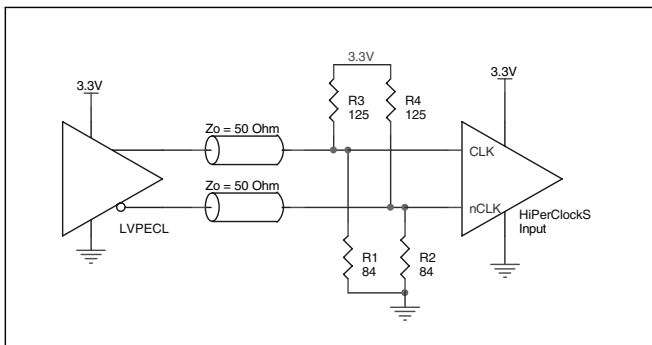 3.3V
3.3V
3.3V
R3
125
R4
125
Zo = 50 Ohm
CLK
Zo = 50 Ohm
nCLK
HiPerClockS
Input
LVPECL
R1
84
R2
84